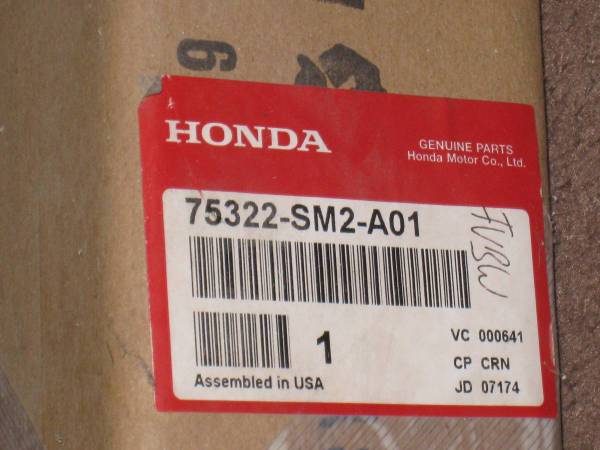 9
HONDA
GENUINE PARTS
Honda Motor Co., Ltd.
75322-SM2-A01
1
VC 000641
CP CRN
JD 07174
Assembled in USA